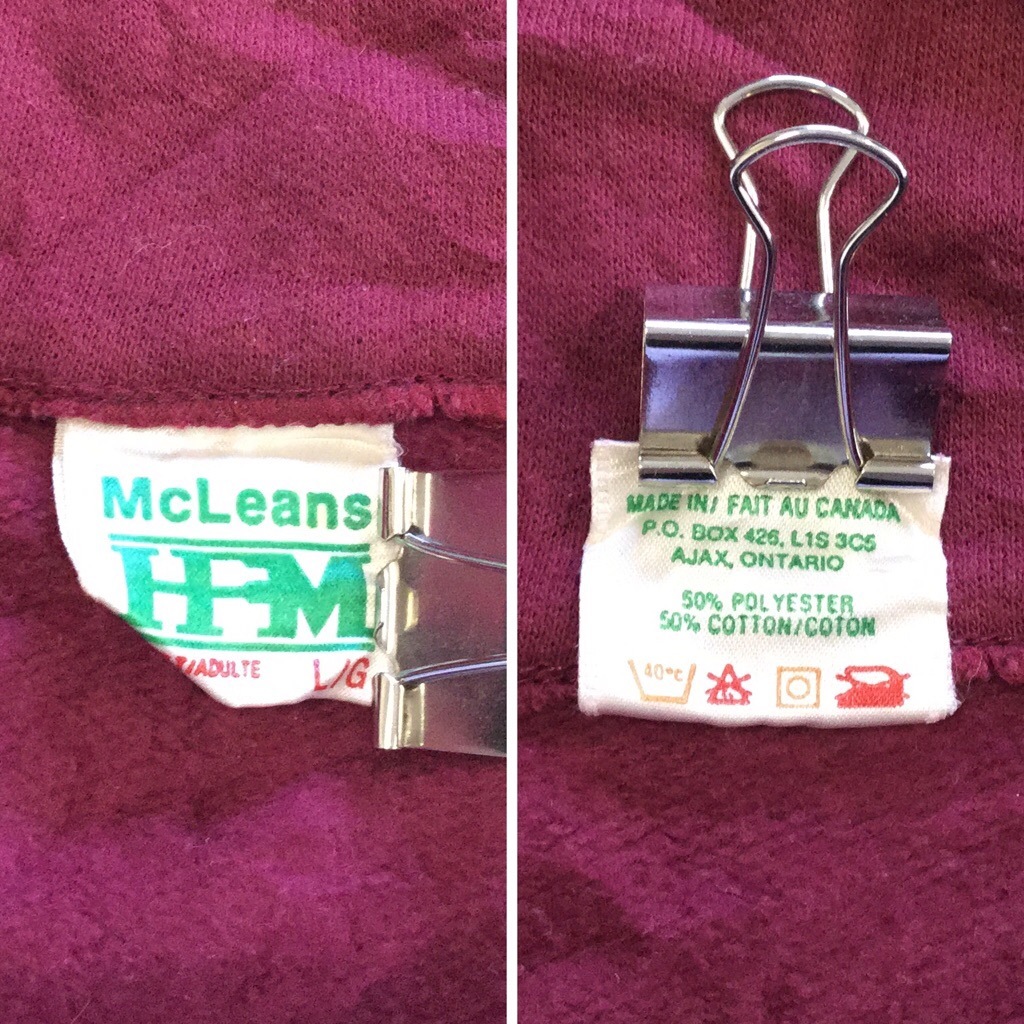 McLeans
HFM
/ADULTE L/G
MADE IN/ FAIT AU CANADA
P.O. BOX 426, L1S 3C5
AJAX, ONTARIO
50% POLYESTER
50% COTTON/COTON
40°C